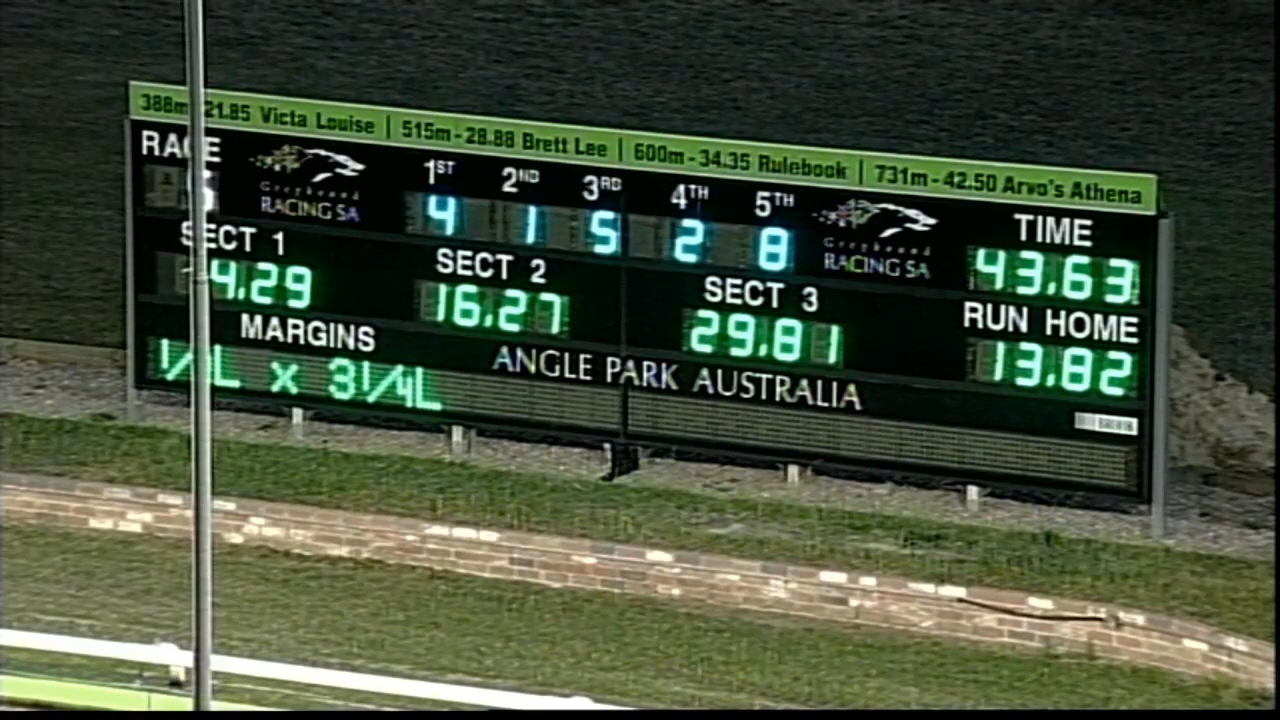 388m-21.85 Victa Louise | 515m-28.88 Brett Lee | 600m-34.35 Rulebook | 731m-42.50 Arvo's Athena
RACE
Greyhound RACING SA
1ST 2ND 3RD 4TH 5TH
4 1 5 2 8
Greyhound RACING SA
TIME
43.63
SECT 1
4.29
SECT 2
16.27
SECT 3
29.81
RUN HOME
13.82
MARGINS
x 3 1/4L
ANGLE PARK AUSTRALIA